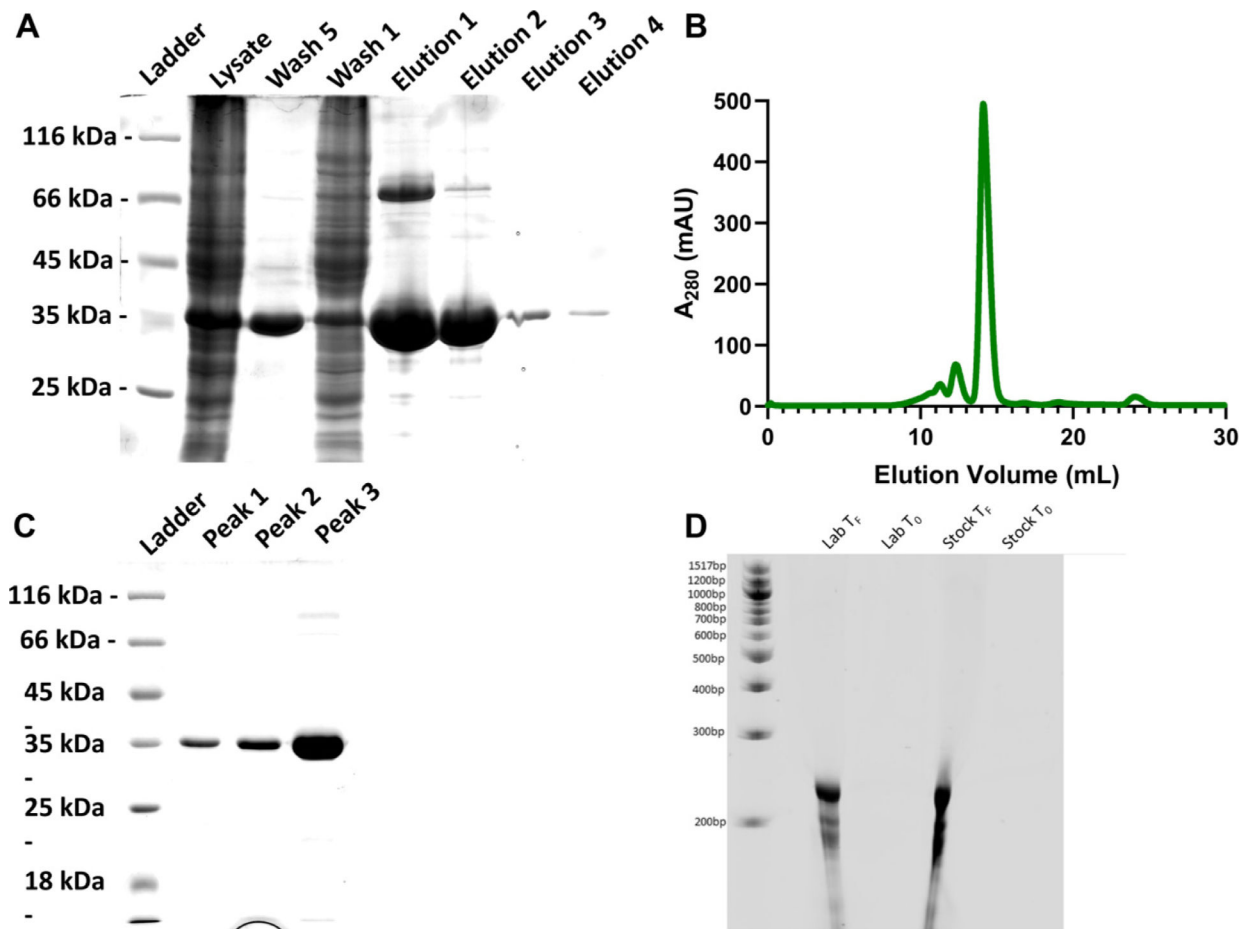 A
Ladder
Lysate
Wash 5
Wash 1
Elution 1
Elution 2
Elution 3
Elution 4
116 kDa -
66 kDa -
45 kDa -
35 kDa -
25 kDa -
B
500
400
300
200
100
0
A₂₈₀ (mAU)
0 10 20 30
Elution Volume (mL)
C
Ladder
Peak 1
Peak 2
Peak 3
116 kDa -
66 kDa -
45 kDa
-
35 kDa
-
25 kDa
-
18 kDa
-
D
Lab T_F
Lab T₀
Stock T_F
Stock T₀
1517bp
1200bp
1000bp
800bp
700bp
600bp
500bp
400bp
300bp
200bp